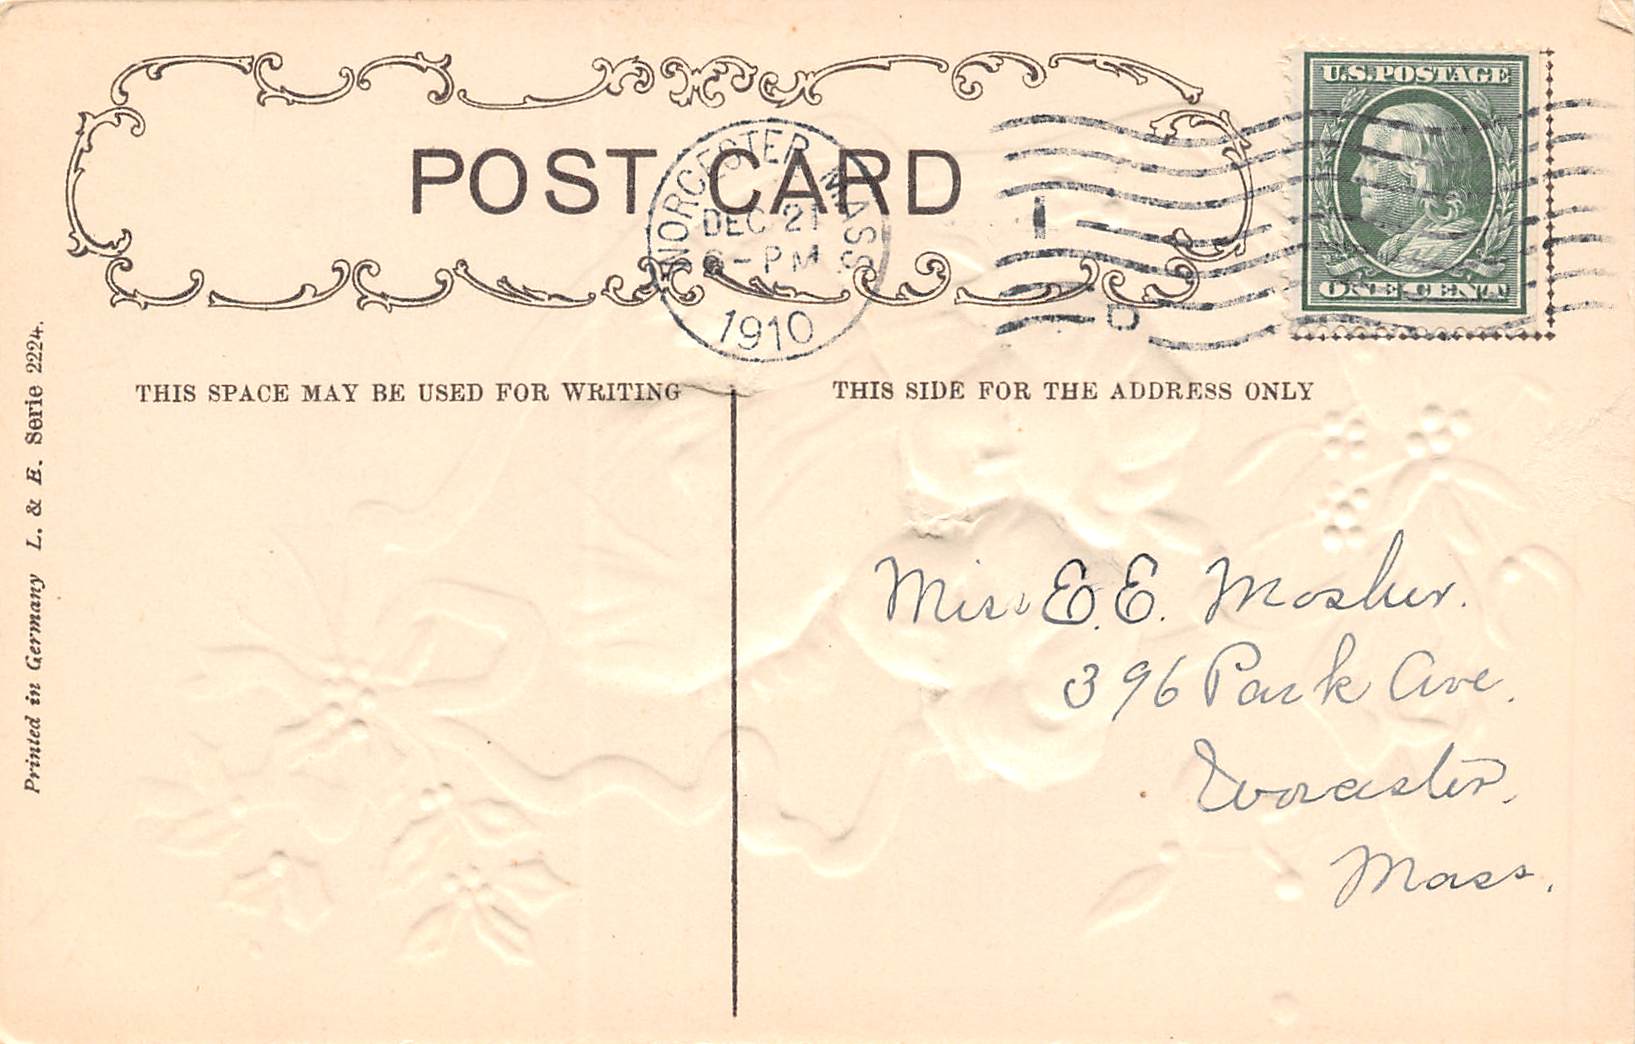 POST CARD
WORCESTER MASS
DEC 21
-PM
1910
U.S.POSTAGE
ONE CENT
THIS SPACE MAY BE USED FOR WRITING
THIS SIDE FOR THE ADDRESS ONLY
Printed in Germany L. & E. Serie 2224.
Miss E.E. Mosher.
396 Park Ave.
Worcester,
Mass.